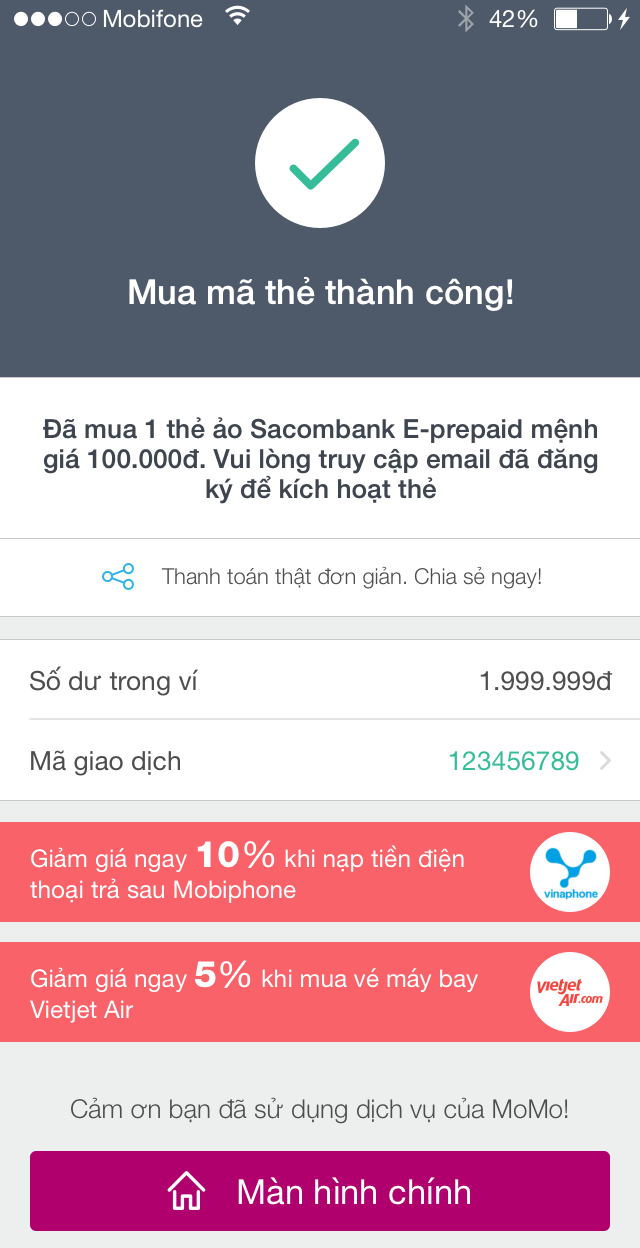 Mobifone 42%
Mua mã thẻ thành công!
Đã mua 1 thẻ ảo Sacombank E-prepaid mệnh
giá 100.000đ. Vui lòng truy cập email đã đăng
ký để kích hoạt thẻ
Thanh toán thật đơn giản. Chia sẻ ngay!
Số dư trong ví 1.999.999đ
Mã giao dịch 123456789
Giảm giá ngay 10% khi nạp tiền điện
thoại trả sau Mobiphone
vinaphone
Giảm giá ngay 5% khi mua vé máy bay
Vietjet Air
vietjet
Air.com
Cảm ơn bạn đã sử dụng dịch vụ của MoMo!
Màn hình chính